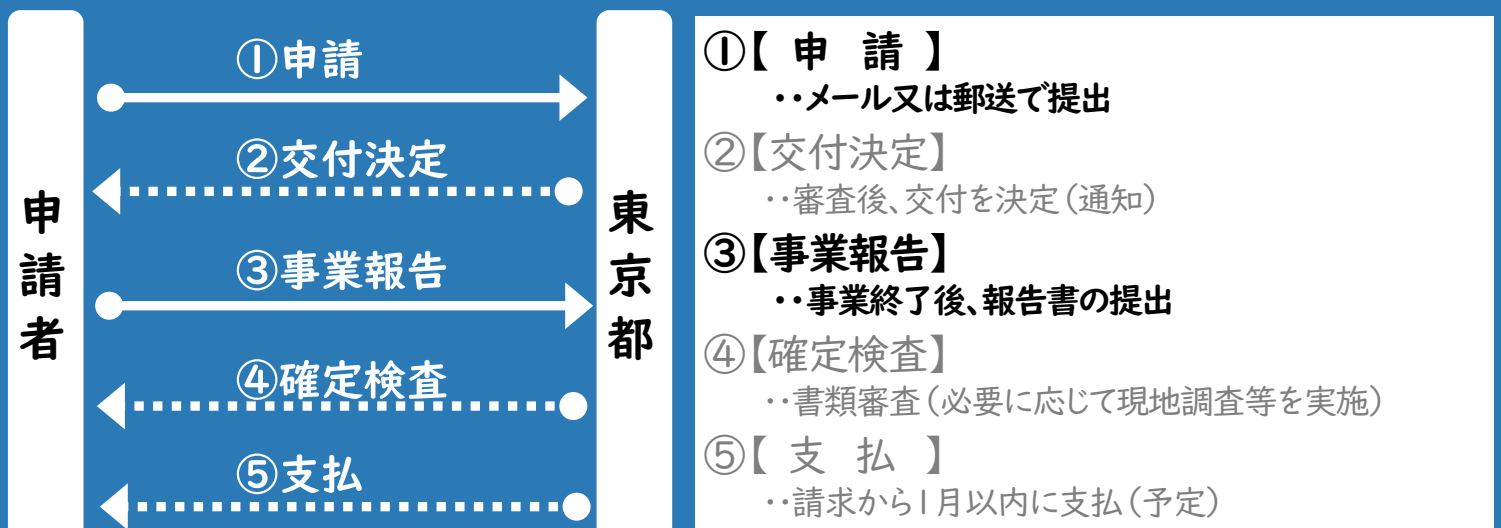 申請者
①申請
②交付決定
③事業報告
④確定検査
⑤支払
東京都
①【 申 請 】
‥メール又は郵送で提出
②【交付決定】
‥審査後、交付を決定(通知)
③【事業報告】
‥事業終了後、報告書の提出
④【確定検査】
‥書類審査(必要に応じて現地調査等を実施)
⑤【 支 払 】
‥請求から1月以内に支払(予定)